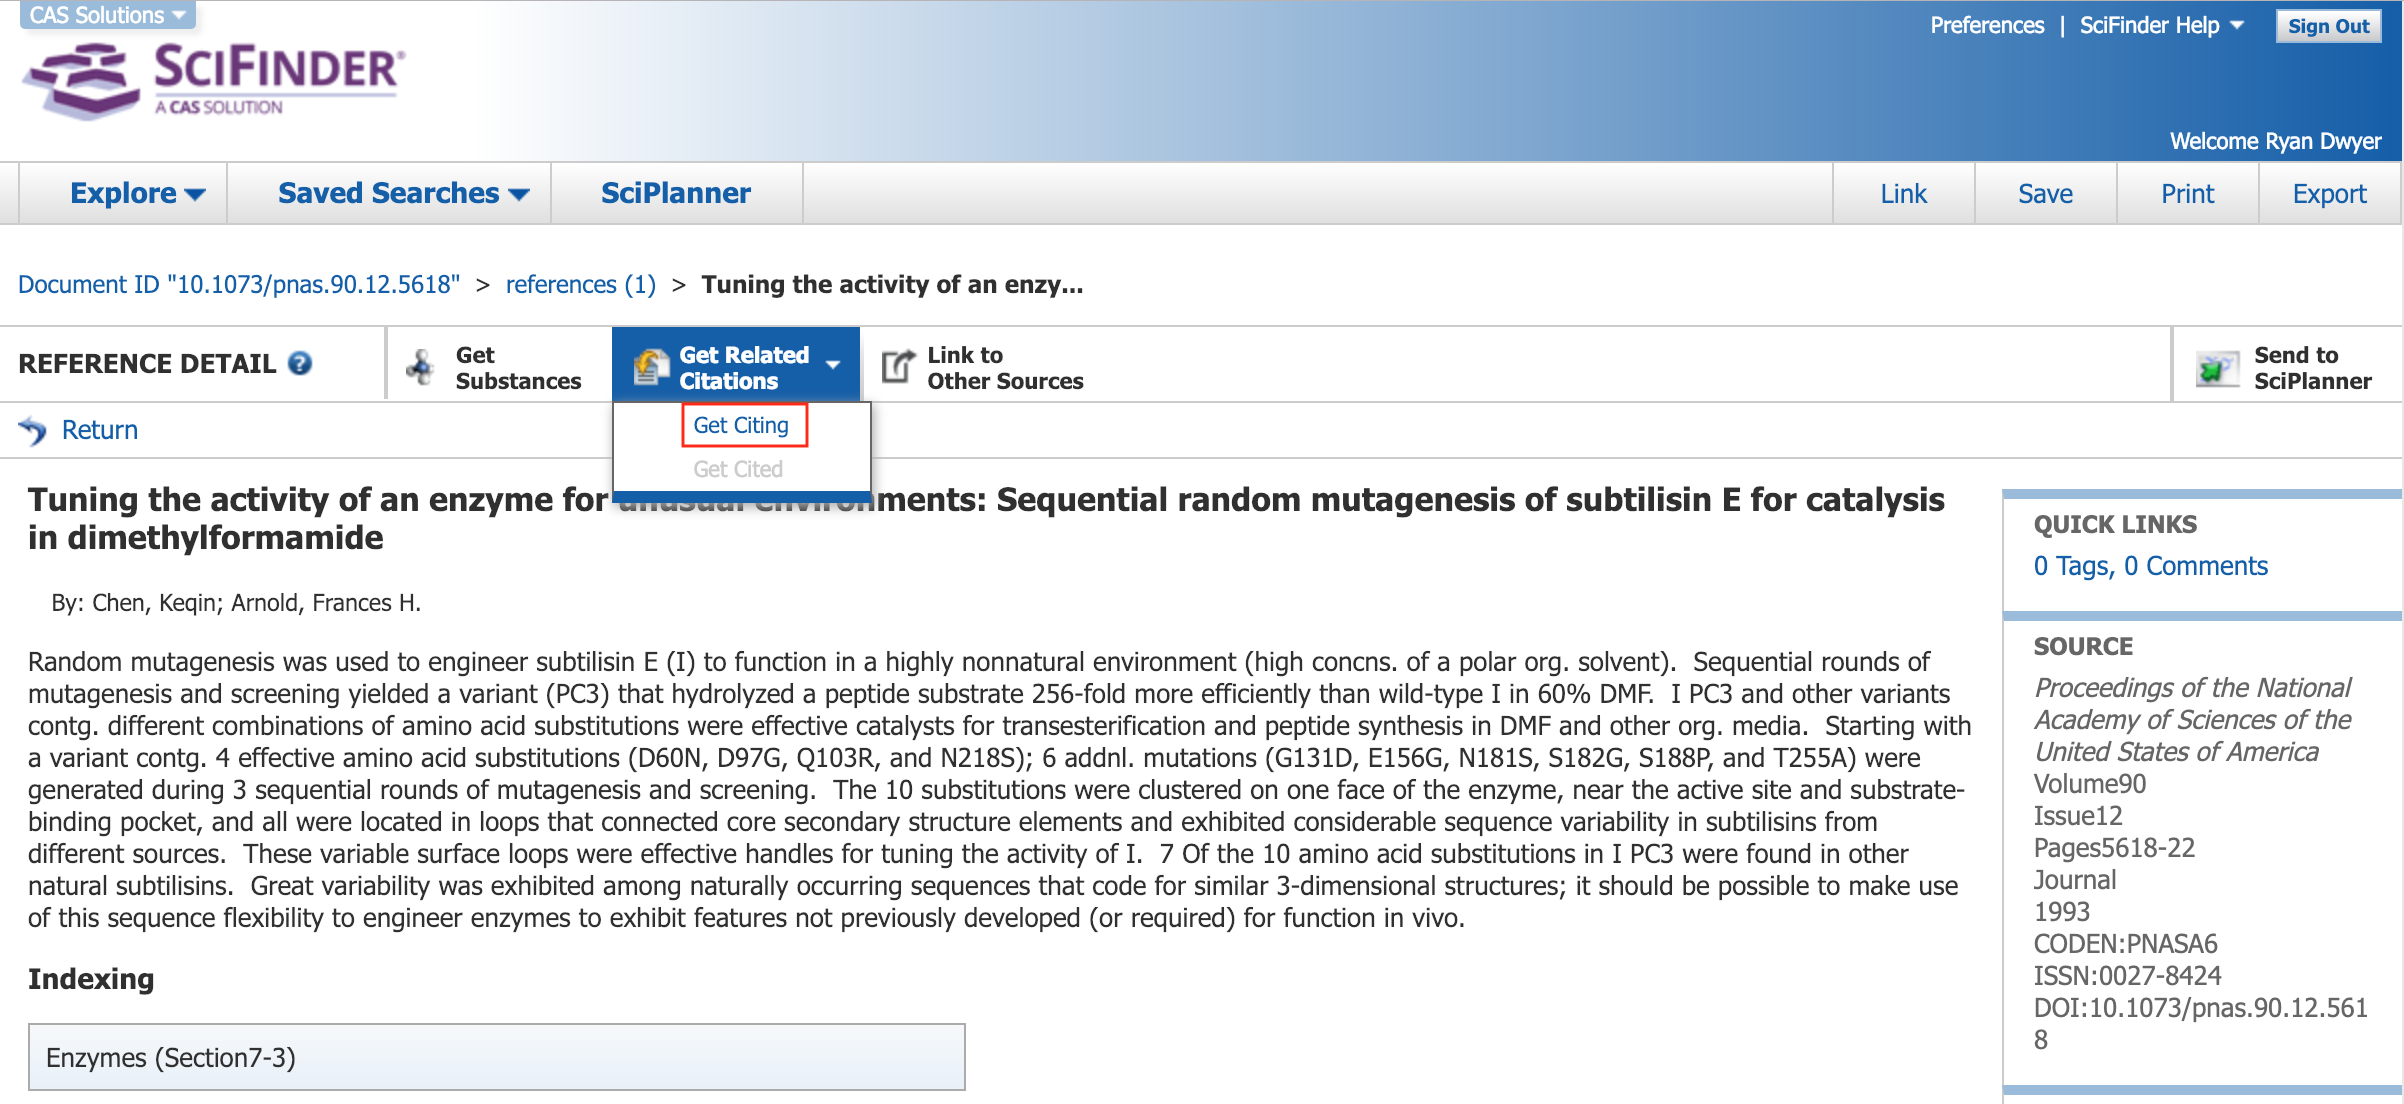 CAS Solutions
Preferences | SciFinder Help
Sign Out
SCIFINDER®
A CAS SOLUTION
Welcome Ryan Dwyer
Explore
Saved Searches
SciPlanner
Link
Save
Print
Export
Document ID "10.1073/pnas.90.12.5618" > references (1) > Tuning the activity of an enzy...
REFERENCE DETAIL ?
Get
Substances
Get Related
Citations
Link to
Other Sources
Send to
SciPlanner
Get Citing
Get Cited
Return
Tuning the activity of an enzyme for unusual environments: Sequential random mutagenesis of subtilisin E for catalysis
in dimethylformamide
By: Chen, Keqin; Arnold, Frances H.
Random mutagenesis was used to engineer subtilisin E (I) to function in a highly nonnatural environment (high concns. of a polar org. solvent). Sequential rounds of
mutagenesis and screening yielded a variant (PC3) that hydrolyzed a peptide substrate 256-fold more efficiently than wild-type I in 60% DMF. I PC3 and other variants
contg. different combinations of amino acid substitutions were effective catalysts for transesterification and peptide synthesis in DMF and other org. media. Starting with
a variant contg. 4 effective amino acid substitutions (D60N, D97G, Q103R, and N218S); 6 addnl. mutations (G131D, E156G, N181S, S182G, S188P, and T255A) were
generated during 3 sequential rounds of mutagenesis and screening. The 10 substitutions were clustered on one face of the enzyme, near the active site and substrate-
binding pocket, and all were located in loops that connected core secondary structure elements and exhibited considerable sequence variability in subtilisins from
different sources. These variable surface loops were effective handles for tuning the activity of I. 7 Of the 10 amino acid substitutions in I PC3 were found in other
natural subtilisins. Great variability was exhibited among naturally occurring sequences that code for similar 3-dimensional structures; it should be possible to make use
of this sequence flexibility to engineer enzymes to exhibit features not previously developed (or required) for function in vivo.
Indexing
Enzymes (Section7-3)
QUICK LINKS
0 Tags, 0 Comments
SOURCE
Proceedings of the National
Academy of Sciences of the
United States of America
Volume90
Issue12
Pages5618-22
Journal
1993
CODEN:PNASA6
ISSN:0027-8424
DOI:10.1073/pnas.90.12.561
8